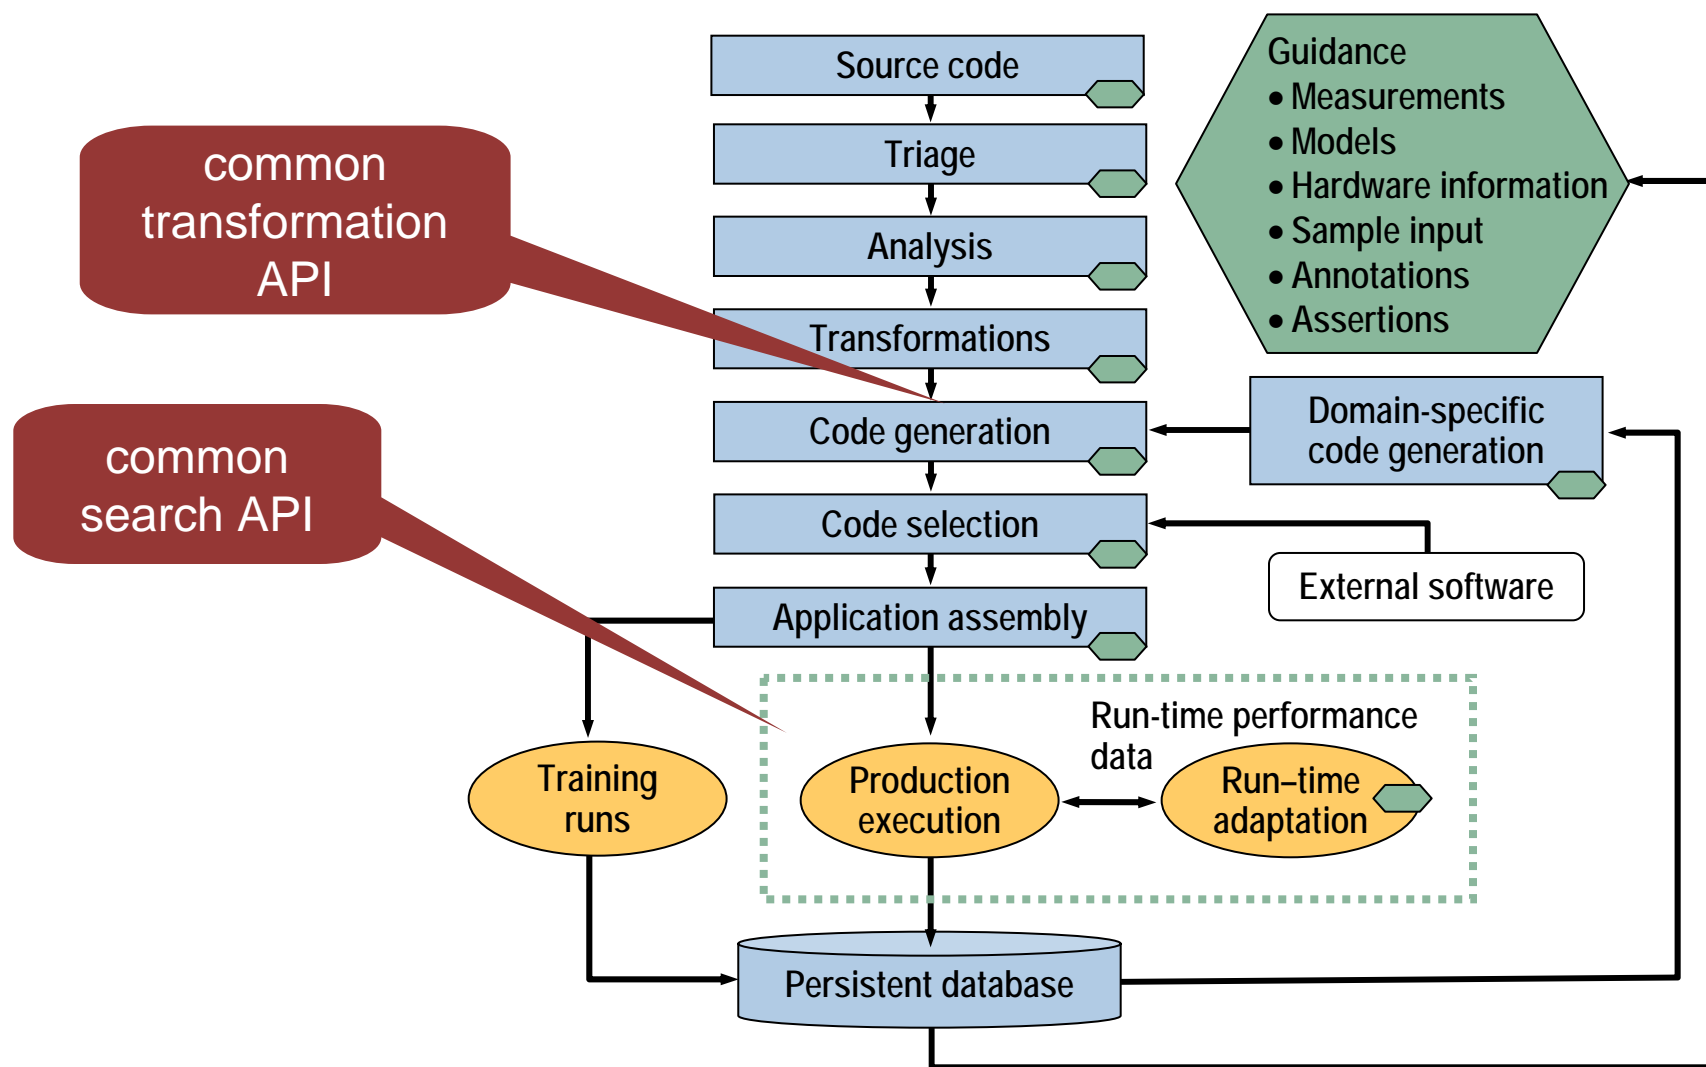 Source code
Guidance
• Measurements
• Models
• Hardware information
• Sample input
• Annotations
• Assertions
common
transformation
API
Triage
Analysis
Transformations
common
search API
Code generation
Domain-specific
code generation
Code selection
External software
Application assembly
Run-time performance
data
Training
runs
Production
execution
Run–time
adaptation
Persistent database